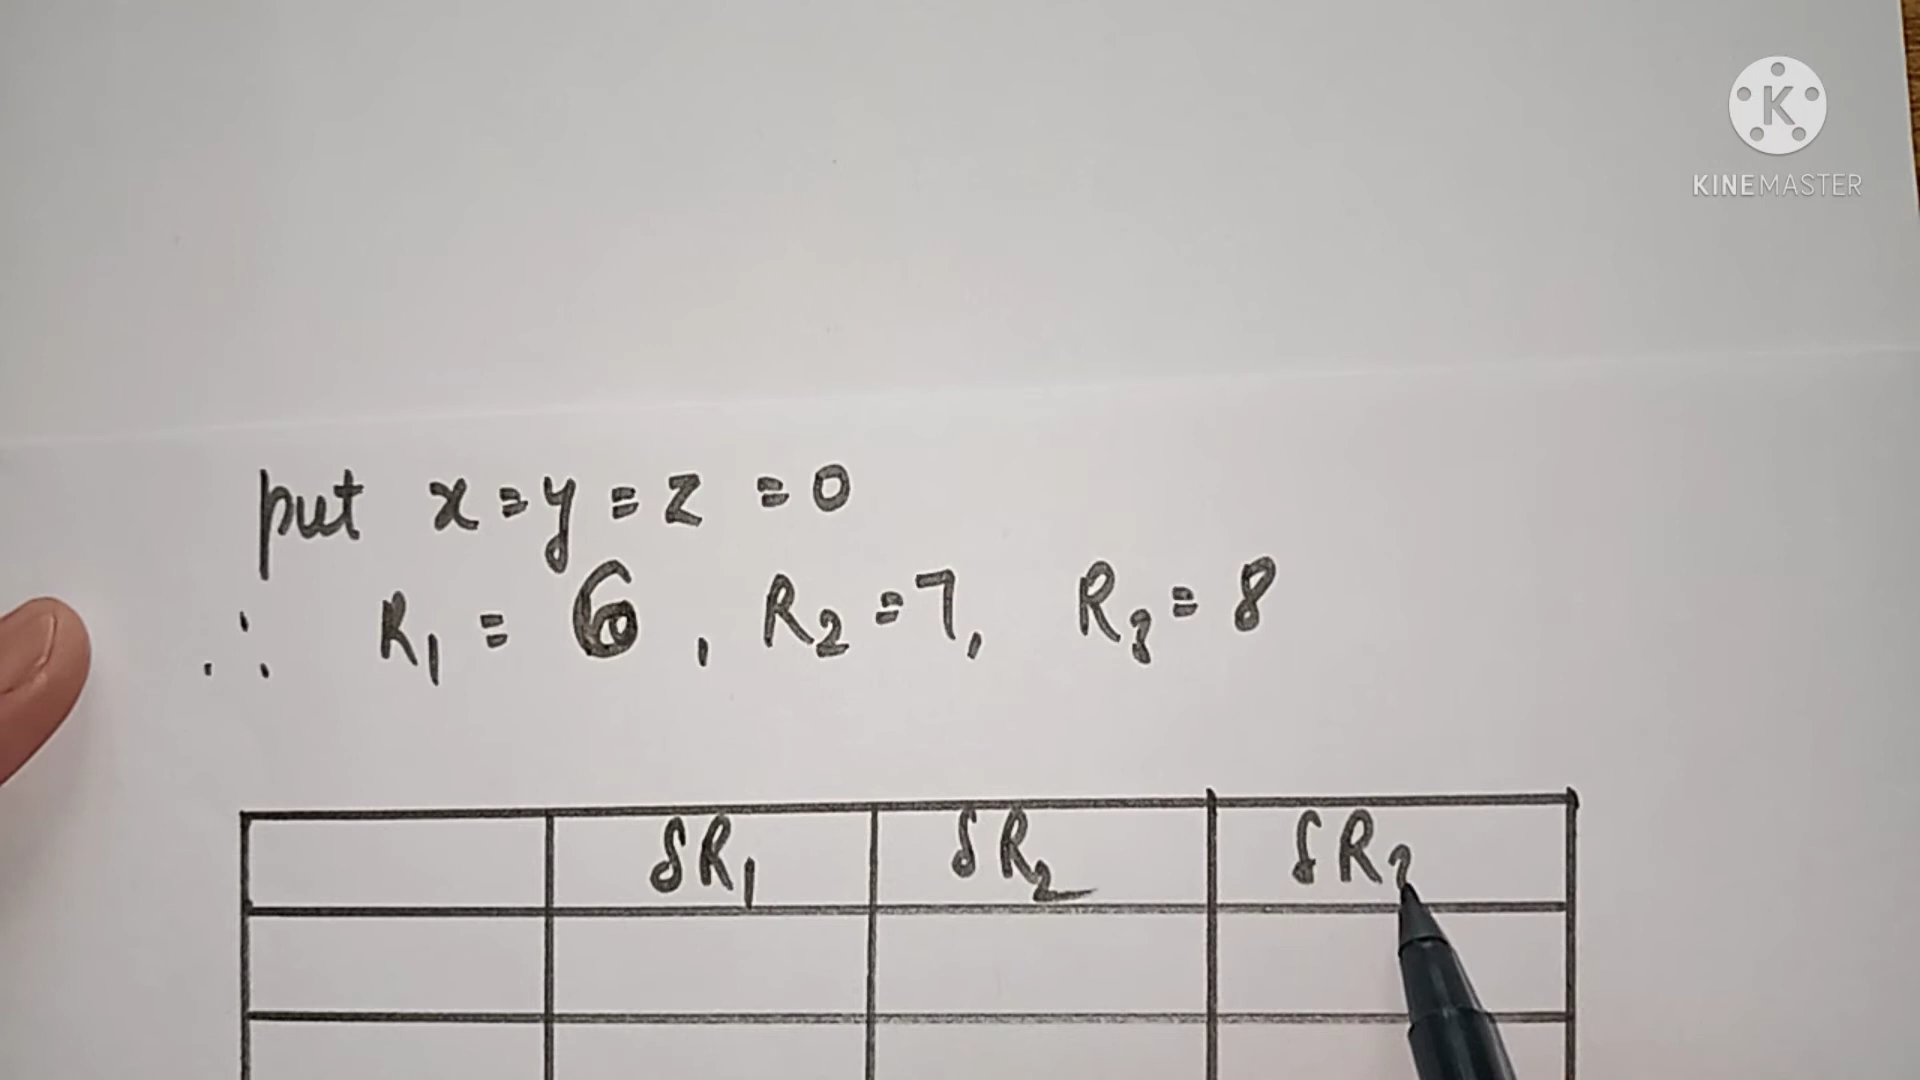 K
KINEMASTER
put x=y=z=0
∴ R₁ = 6, R₂=7, R₃=8
δR₁ δR₂ δR₃